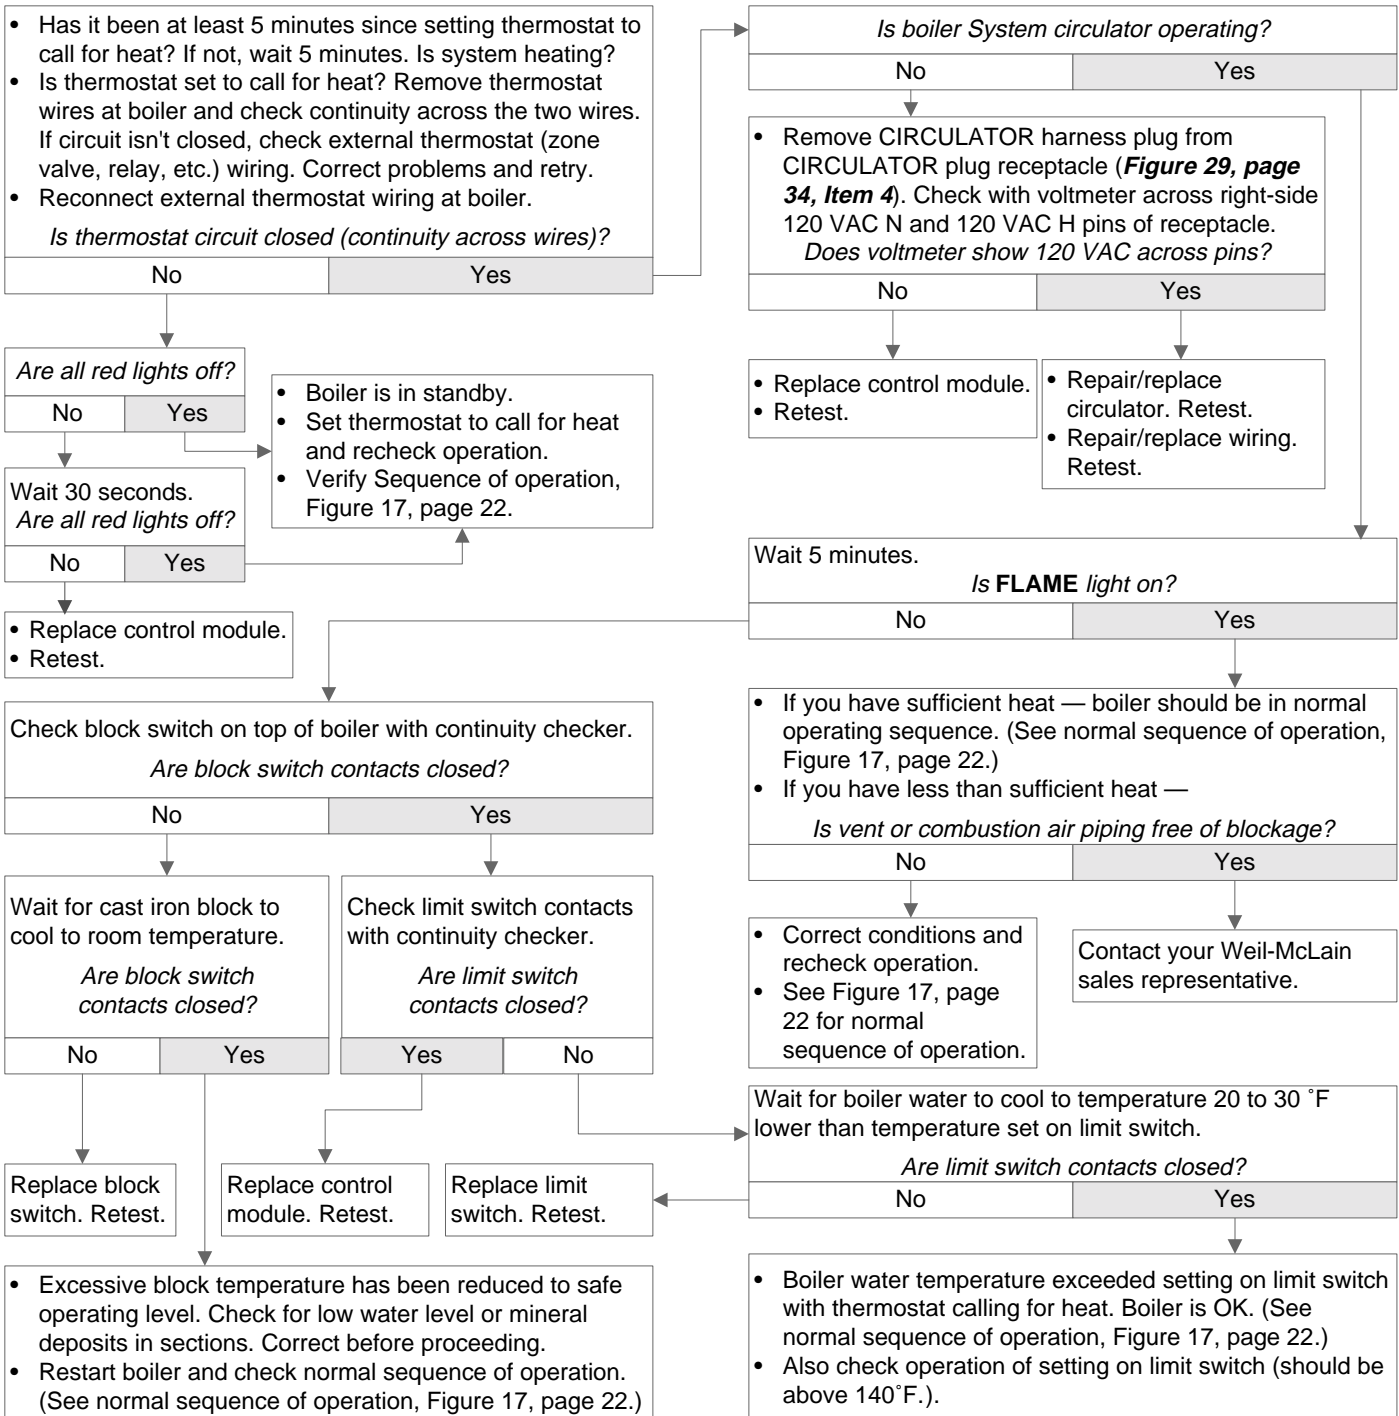 • Has it been at least 5 minutes since setting thermostat to
call for heat? If not, wait 5 minutes. Is system heating?
• Is thermostat set to call for heat? Remove thermostat
wires at boiler and check continuity across the two wires.
If circuit isn't closed, check external thermostat (zone
valve, relay, etc.) wiring. Correct problems and retry.
• Reconnect external thermostat wiring at boiler.
Is thermostat circuit closed (continuity across wires)?
No Yes
Are all red lights off?
No Yes
• Boiler is in standby.
• Set thermostat to call for heat
and recheck operation.
• Verify Sequence of operation,
Figure 17, page 22.
Wait 30 seconds.
Are all red lights off?
No Yes
• Replace control module.
• Retest.
Is boiler System circulator operating?
No Yes
• Remove CIRCULATOR harness plug from
CIRCULATOR plug receptacle (Figure 29, page
34, Item 4). Check with voltmeter across right-side
120 VAC N and 120 VAC H pins of receptacle.
Does voltmeter show 120 VAC across pins?
No Yes
• Replace control module.
• Retest.
• Repair/replace
circulator. Retest.
• Repair/replace wiring.
Retest.
Wait 5 minutes.
Is FLAME light on?
No Yes
• If you have sufficient heat — boiler should be in normal
operating sequence. (See normal sequence of operation,
Figure 17, page 22.)
• If you have less than sufficient heat —
Is vent or combustion air piping free of blockage?
No Yes
• Correct conditions and
recheck operation.
• See Figure 17, page
22 for normal
sequence of operation.
Contact your Weil-McLain
sales representative.
Check block switch on top of boiler with continuity checker.
Are block switch contacts closed?
No Yes
Wait for cast iron block to
cool to room temperature.
Are block switch
contacts closed?
No Yes
Check limit switch contacts
with continuity checker.
Are limit switch
contacts closed?
Yes No
Replace block
switch. Retest.
Replace control
module. Retest.
Replace limit
switch. Retest.
Wait for boiler water to cool to temperature 20 to 30 ˚F
lower than temperature set on limit switch.
Are limit switch contacts closed?
No Yes
• Excessive block temperature has been reduced to safe
operating level. Check for low water level or mineral
deposits in sections. Correct before proceeding.
• Restart boiler and check normal sequence of operation.
(See normal sequence of operation, Figure 17, page 22.)
• Boiler water temperature exceeded setting on limit switch
with thermostat calling for heat. Boiler is OK. (See
normal sequence of operation, Figure 17, page 22.)
• Also check operation of setting on limit switch (should be
above 140˚F.).